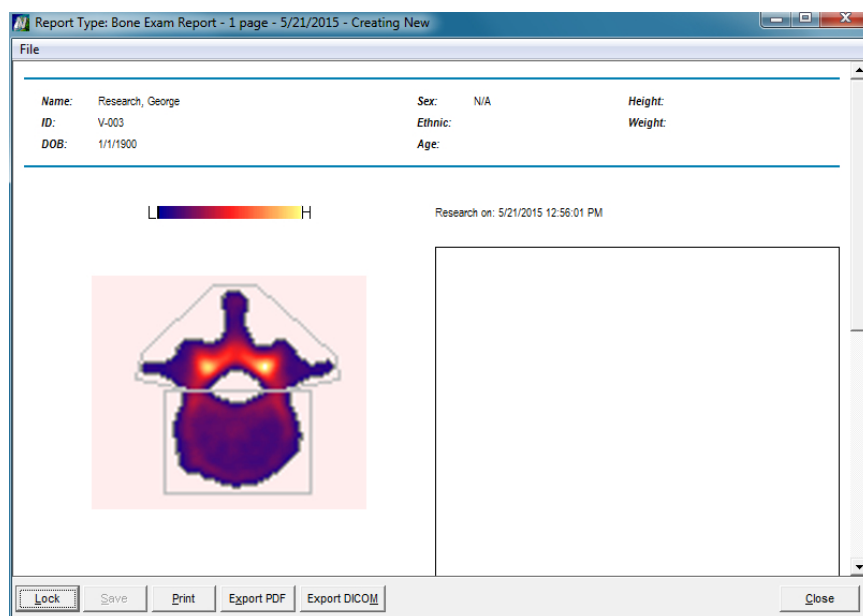 Report Type: Bone Exam Report - 1 page - 5/21/2015 - Creating New
File
Name: Research, George Sex: N/A Height:
ID: V-003 Ethnic: Weight:
DOB: 1/1/1900 Age:
L H Research on: 5/21/2015 12:56:01 PM
Lock Save Print Export PDF Export DICOM Close